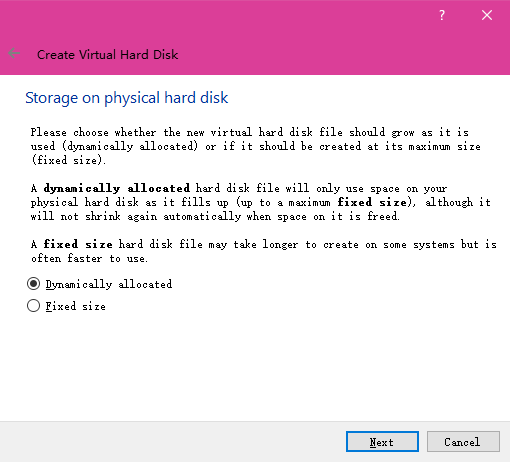 ?
Create Virtual Hard Disk
Storage on physical hard disk
Please choose whether the new virtual hard disk file should grow as it is
used (dynamically allocated) or if it should be created at its maximum size
(fixed size).
A dynamically allocated hard disk file will only use space on your
physical hard disk as it fills up (up to a maximum fixed size), although it
will not shrink again automatically when space on it is freed.
A fixed size hard disk file may take longer to create on some systems but is
often faster to use.
Dynamically allocated
Fixed size
Next
Cancel